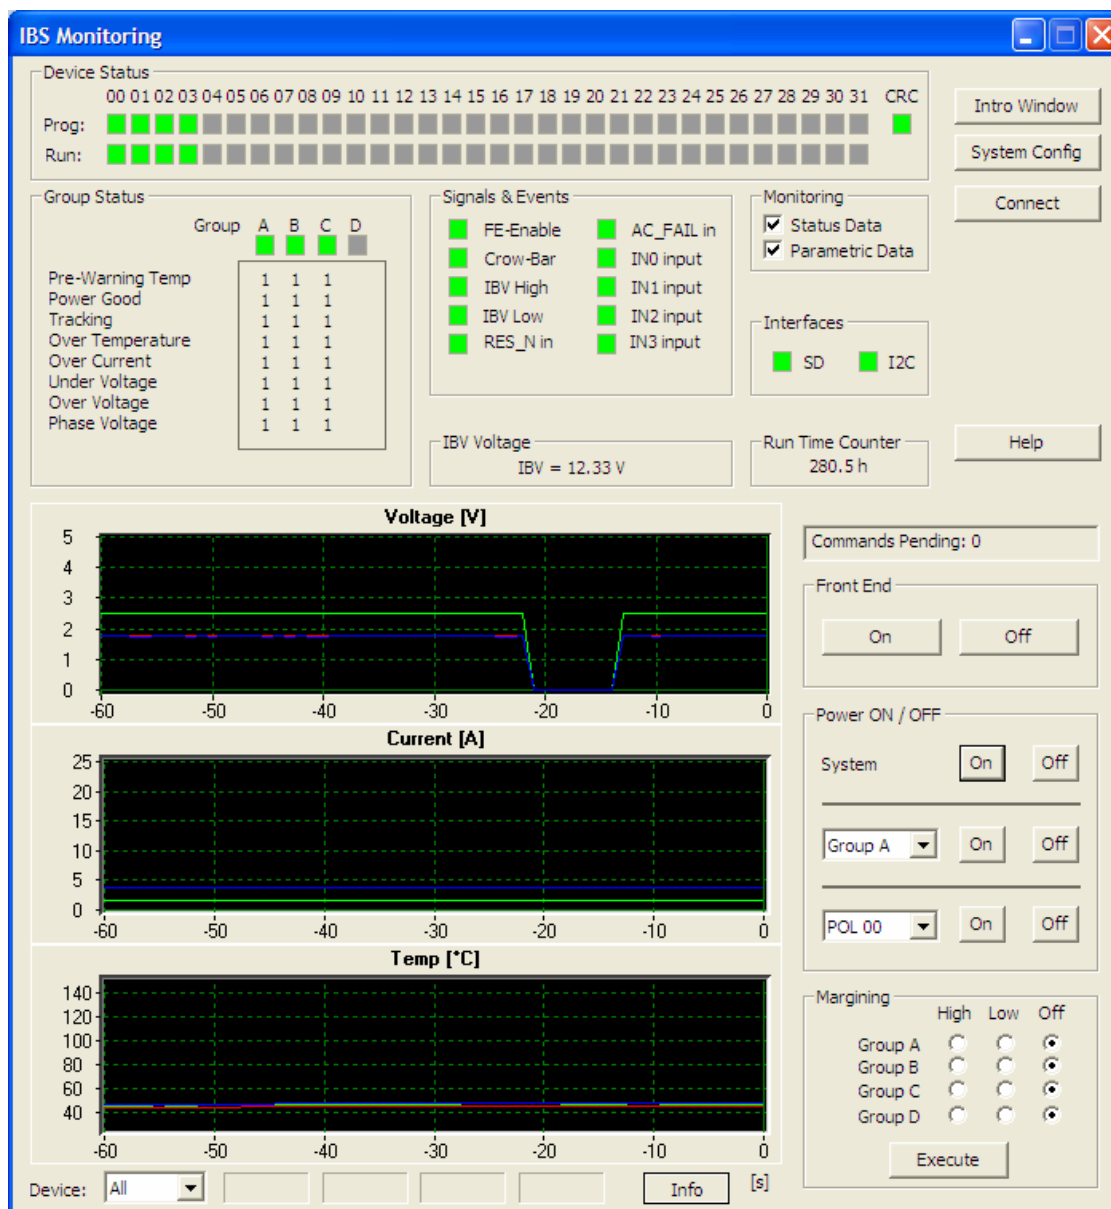 IBS Monitoring
Device Status
00 01 02 03 04 05 06 07 08 09 10 11 12 13 14 15 16 17 18 19 20 21 22 23 24 25 26 27 28 29 30 31 CRC
Prog:
Run:
Intro Window
System Config
Connect
Group Status
Group A B C D
Pre-Warning Temp 1 1 1
Power Good 1 1 1
Tracking 1 1 1
Over Temperature 1 1 1
Over Current 1 1 1
Under Voltage 1 1 1
Over Voltage 1 1 1
Phase Voltage 1 1 1
Signals & Events
FE-Enable AC_FAIL in
Crow-Bar IN0 input
IBV High IN1 input
IBV Low IN2 input
RES_N in IN3 input
Monitoring
Status Data
Parametric Data
Interfaces
SD I2C
IBV Voltage
IBV = 12.33 V
Run Time Counter
280.5 h
Help
Voltage [V]
5
4
3
2
1
0
-60 -50 -40 -30 -20 -10 0
Current [A]
25
20
15
10
5
0
-60 -50 -40 -30 -20 -10 0
Temp [°C]
140
120
100
80
60
40
-60 -50 -40 -30 -20 -10 0
Device: All Info [s]
Commands Pending: 0
Front End
On Off
Power ON / OFF
System On Off
Group A On Off
POL 00 On Off
Margining
High Low Off
Group A
Group B
Group C
Group D
Execute